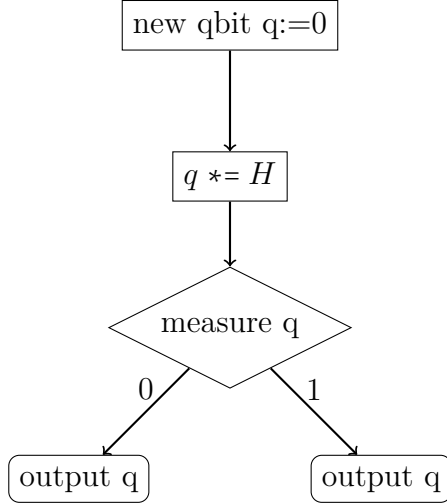 new qbit q:=0
q *= H
measure q
0
1
output q
output q